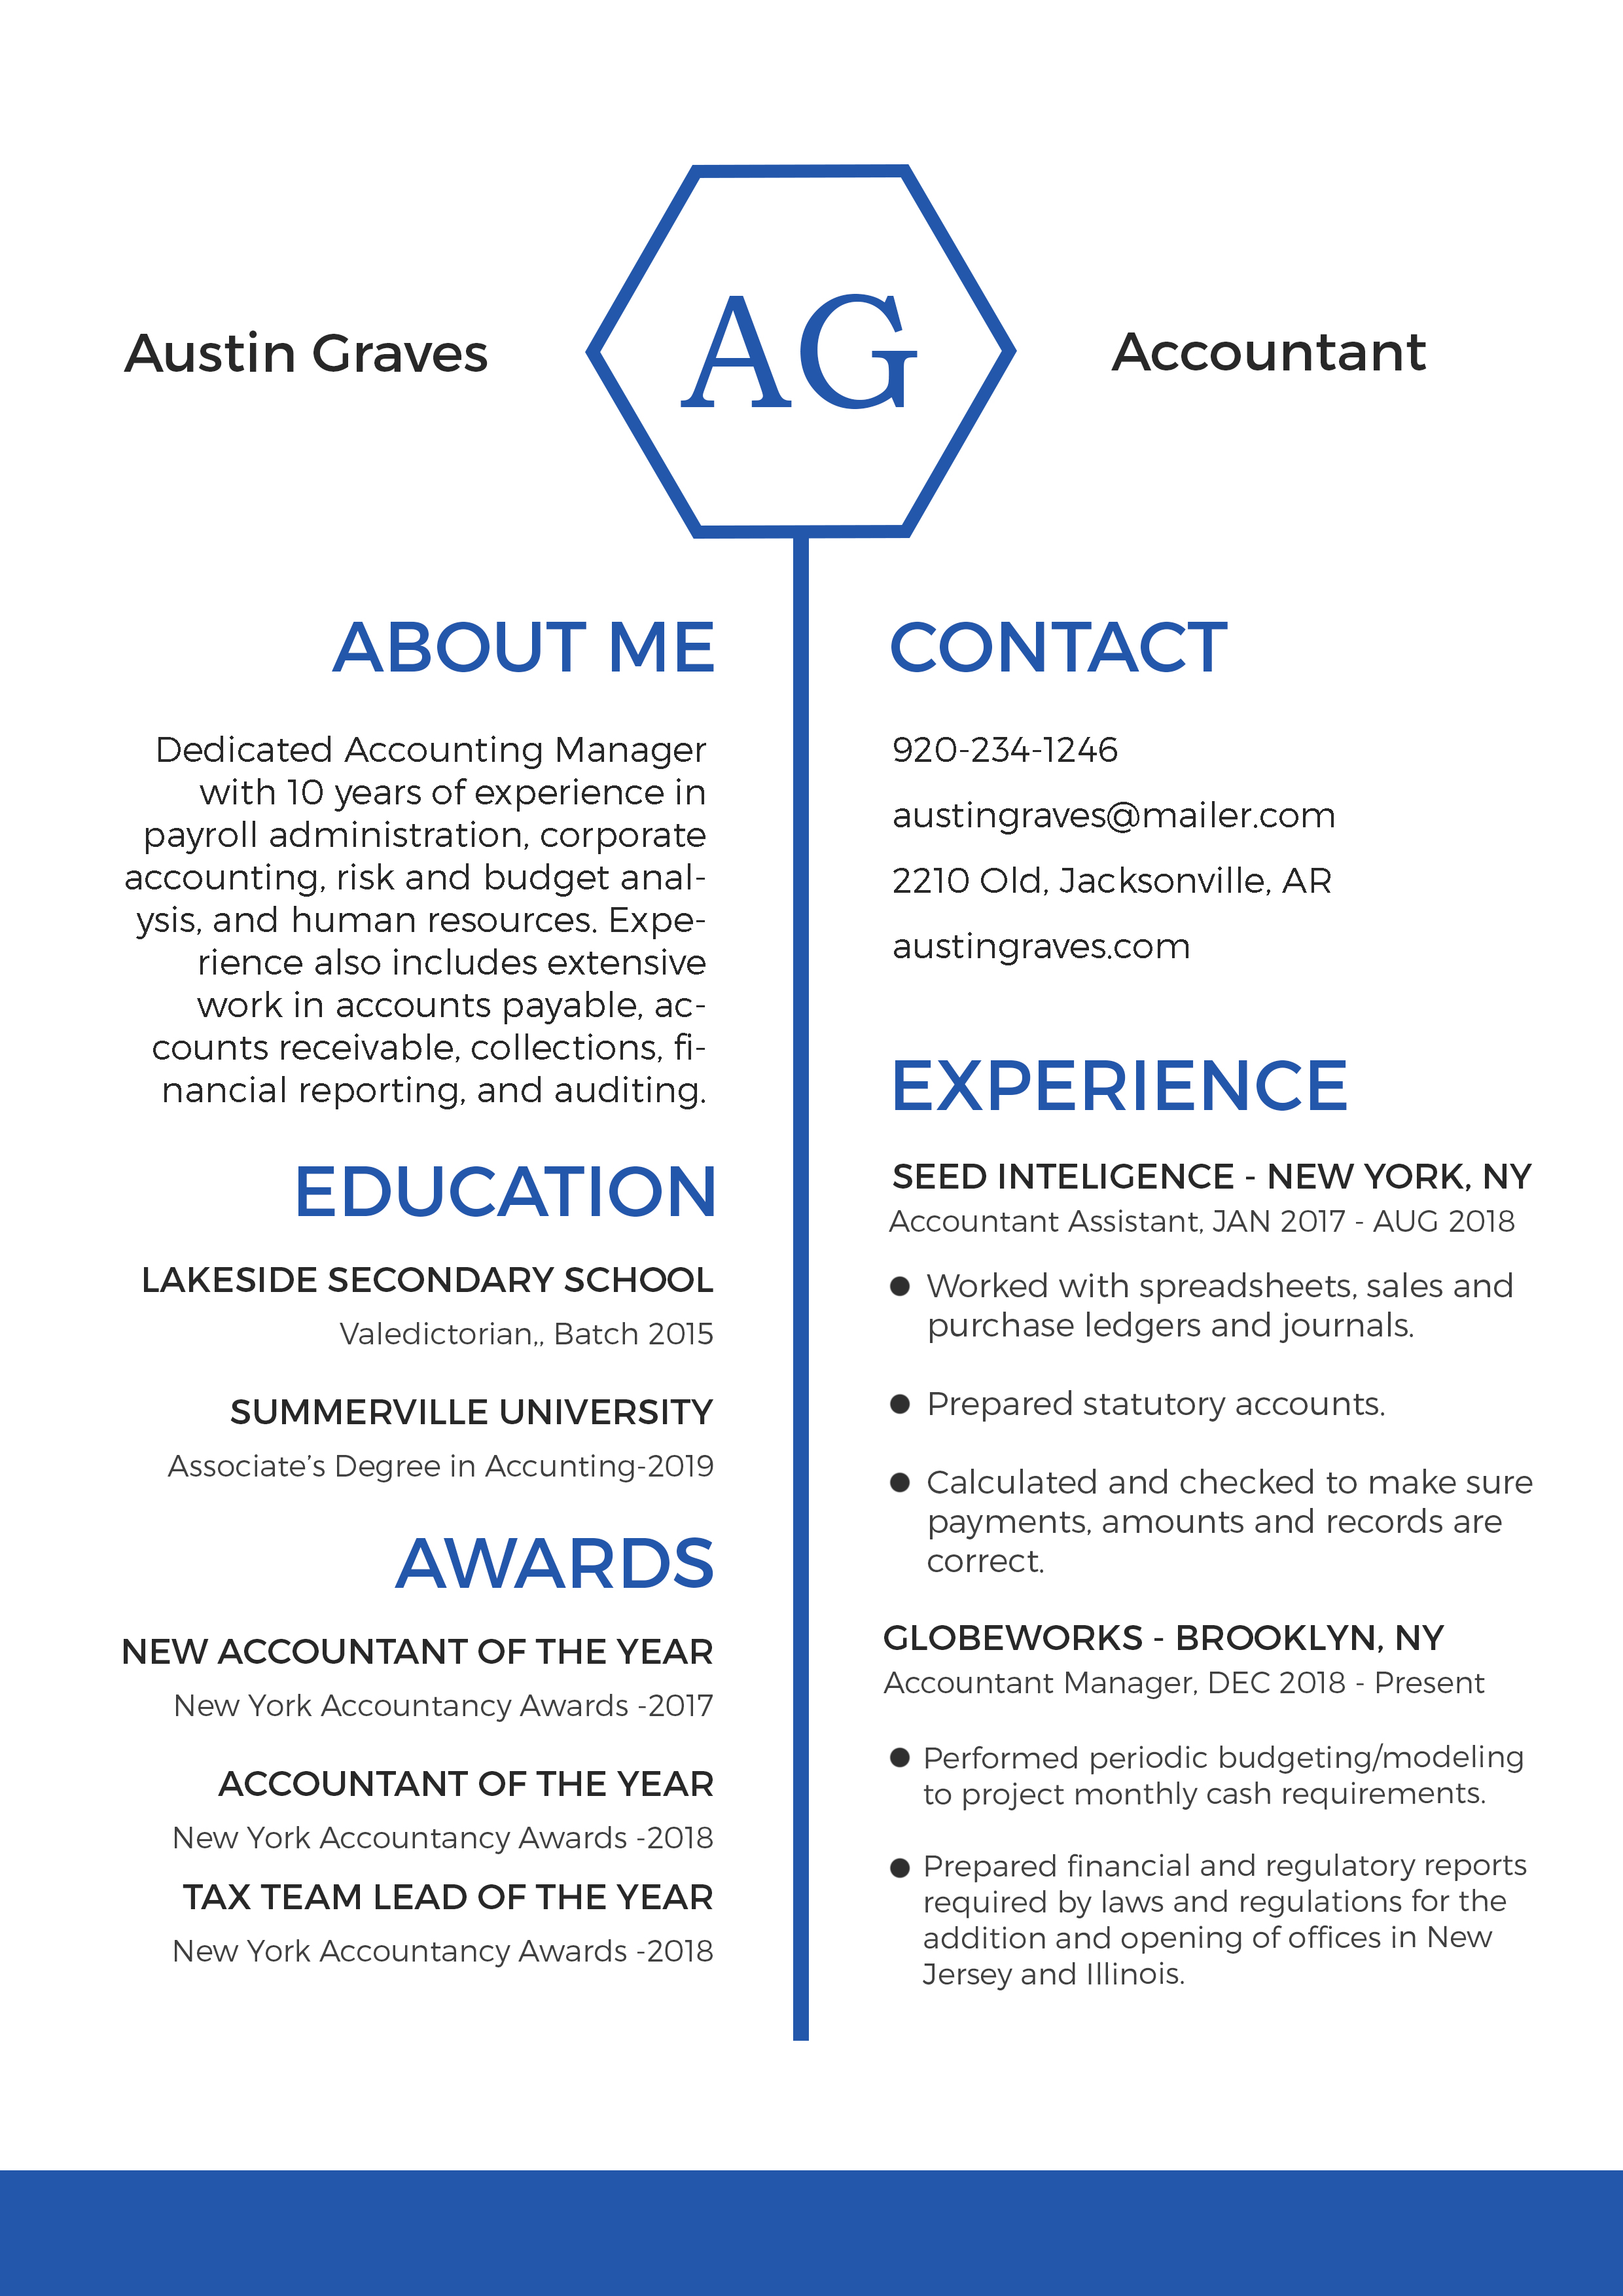 Austin Graves
AG
Accountant
ABOUT ME
Dedicated Accounting Manager
with 10 years of experience in
payroll administration, corporate
accounting, risk and budget anal-
ysis, and human resources. Expe-
rience also includes extensive
work in accounts payable, ac-
counts receivable, collections, fi-
nancial reporting, and auditing.
EDUCATION
LAKESIDE SECONDARY SCHOOL
Valedictorian,, Batch 2015
SUMMERVILLE UNIVERSITY
Associate’s Degree in Accunting-2019
AWARDS
NEW ACCOUNTANT OF THE YEAR
New York Accountancy Awards -2017
ACCOUNTANT OF THE YEAR
New York Accountancy Awards -2018
TAX TEAM LEAD OF THE YEAR
New York Accountancy Awards -2018
CONTACT
920-234-1246
austingraves@mailer.com
2210 Old, Jacksonville, AR
austingraves.com
EXPERIENCE
SEED INTELIGENCE - NEW YORK, NY
Accountant Assistant, JAN 2017 - AUG 2018
● Worked with spreadsheets, sales and
purchase ledgers and journals.
● Prepared statutory accounts.
● Calculated and checked to make sure
payments, amounts and records are
correct.
GLOBEWORKS - BROOKLYN, NY
Accountant Manager, DEC 2018 - Present
● Performed periodic budgeting/modeling
to project monthly cash requirements.
● Prepared financial and regulatory reports
required by laws and regulations for the
addition and opening of offices in New
Jersey and Illinois.